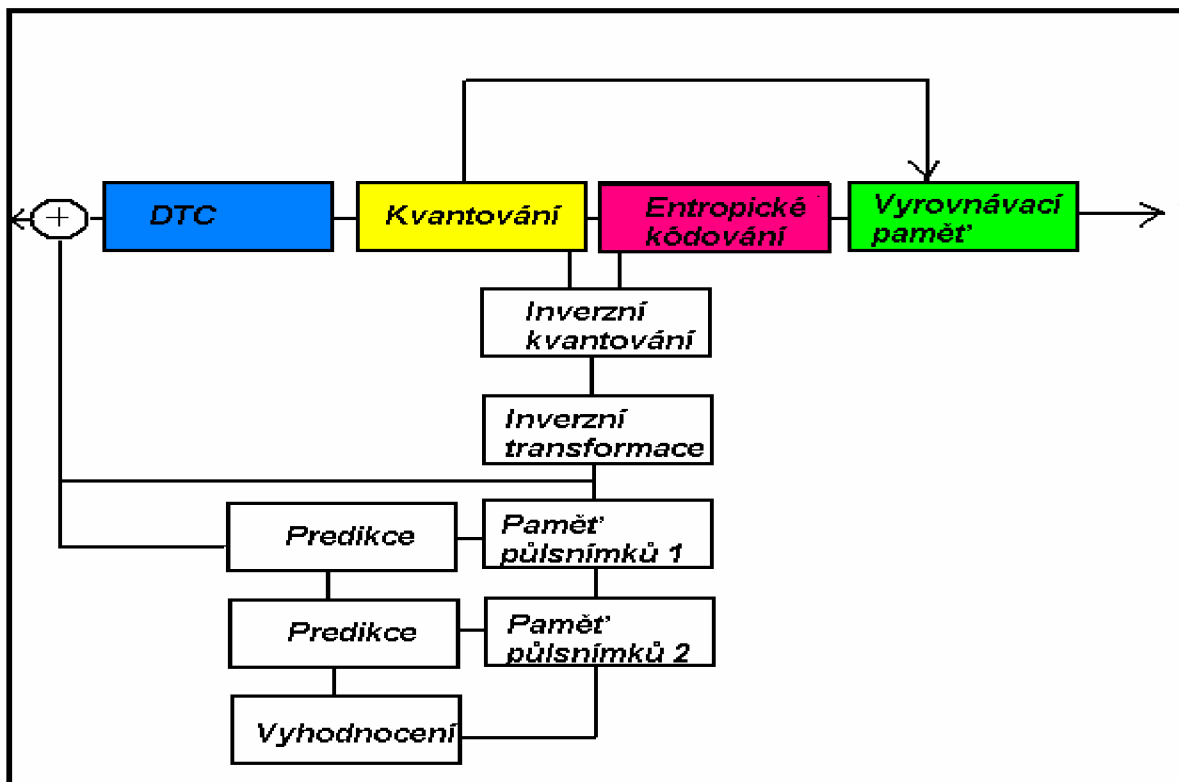 +
DTC
Kvantování
Entropické
kódování
Vyrovnávací
paměť
Inverzní
kvantování
Inverzní
transformace
Predikce
Paměť
půlsnímků 1
Predikce
Paměť
půlsnímků 2
Vyhodnocení